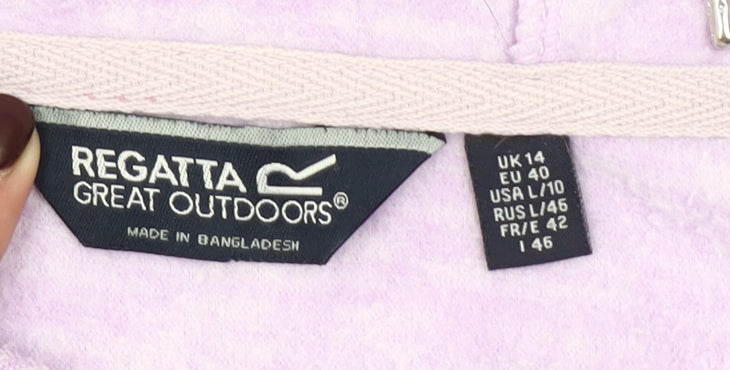 REGATTA
GREAT OUTDOORS®
MADE IN BANGLADESH
UK 14
EU 40
USA L/10
RUS L/46
FR/E 42
I 46